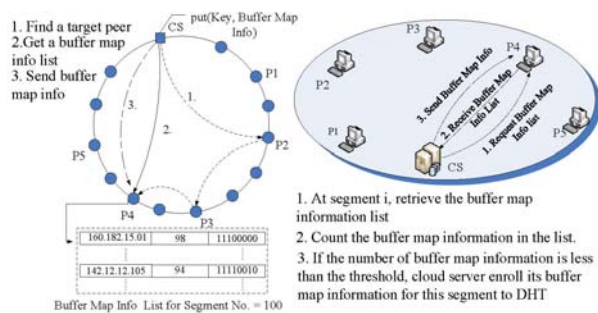 1. Find a target peer
2.Get a buffer map
info list
3. Send buffer
map info
CS
put(Key, Buffer Map
Info)
P1
P2
P3
P4
P5
1.
2.
3.
160.182.15.01 98 11100000
142.12.12.105 94 11110010
Buffer Map Info List for Segment No. = 100
P3
P4
P2
P1
P5
CS
3. Send Buffer Map Info
2. Receive Buffer Map
Info List
1. Request Buffer Map
Info list
1. At segment i, retrieve the buffer map
information list
2. Count the buffer map information in the list.
3. If the number of buffer map information is less
than the threshold, cloud server enroll its buffer
map information for this segment to DHT